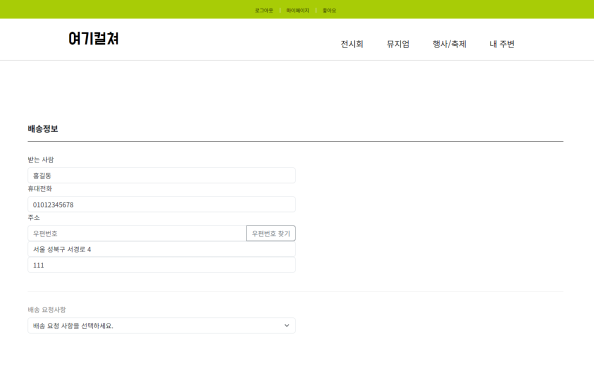 로그아웃 | 마이페이지 | 좋아요
여기컬쳐
전시회 뮤지엄 행사/축제 내 주변
배송정보
받는 사람
홍길동
휴대전화
01012345678
주소
우편번호 우편번호 찾기
서울 성북구 서경로 4
111
배송 요청사항
배송 요청 사항을 선택하세요.